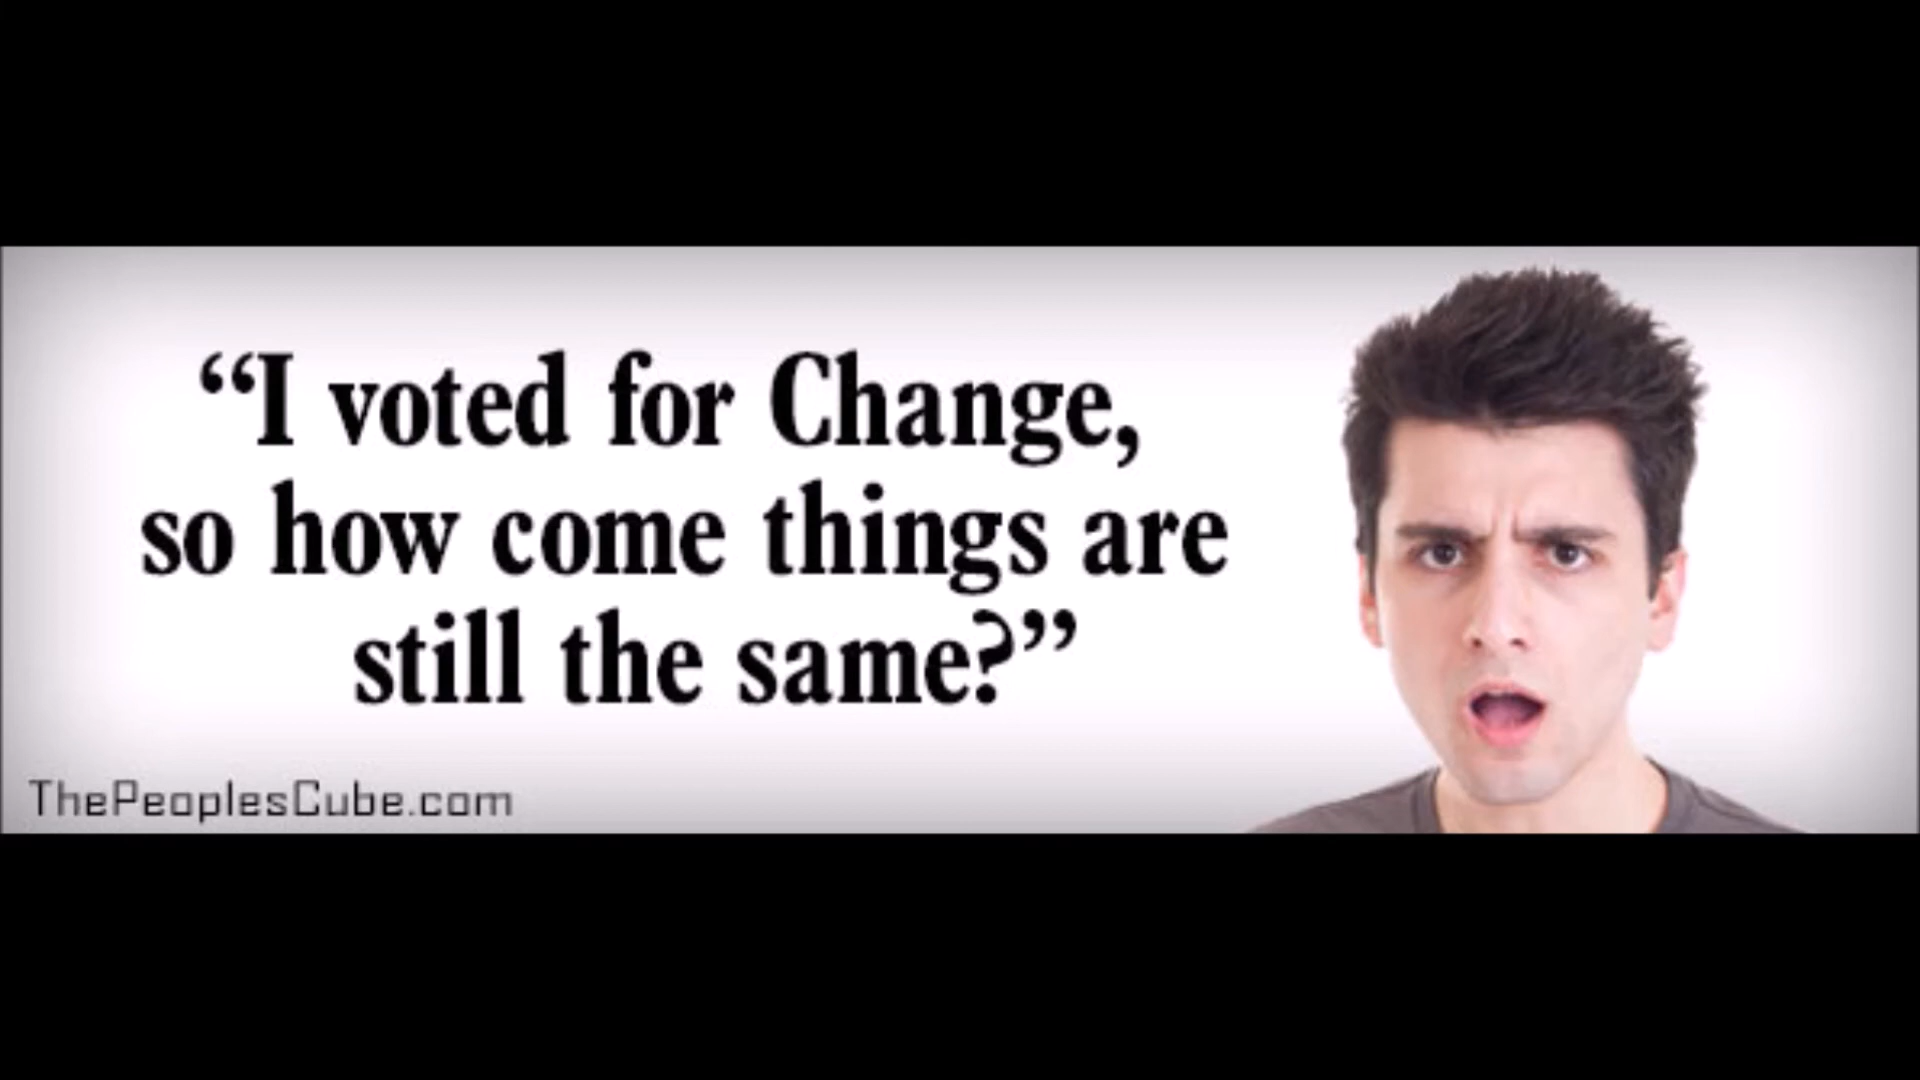 “I voted for Change,
so how come things are
still the same?”
ThePeoplesCube.com